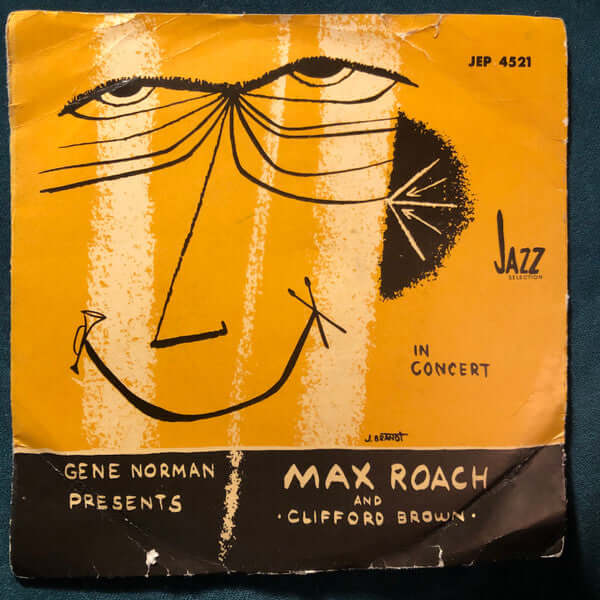 JEP 4521
JAZZ
SELECTION
IN
CONCERT
J. BRANDT
GENE NORMAN
PRESENTS
MAX ROACH
AND
· CLIFFORD BROWN ·